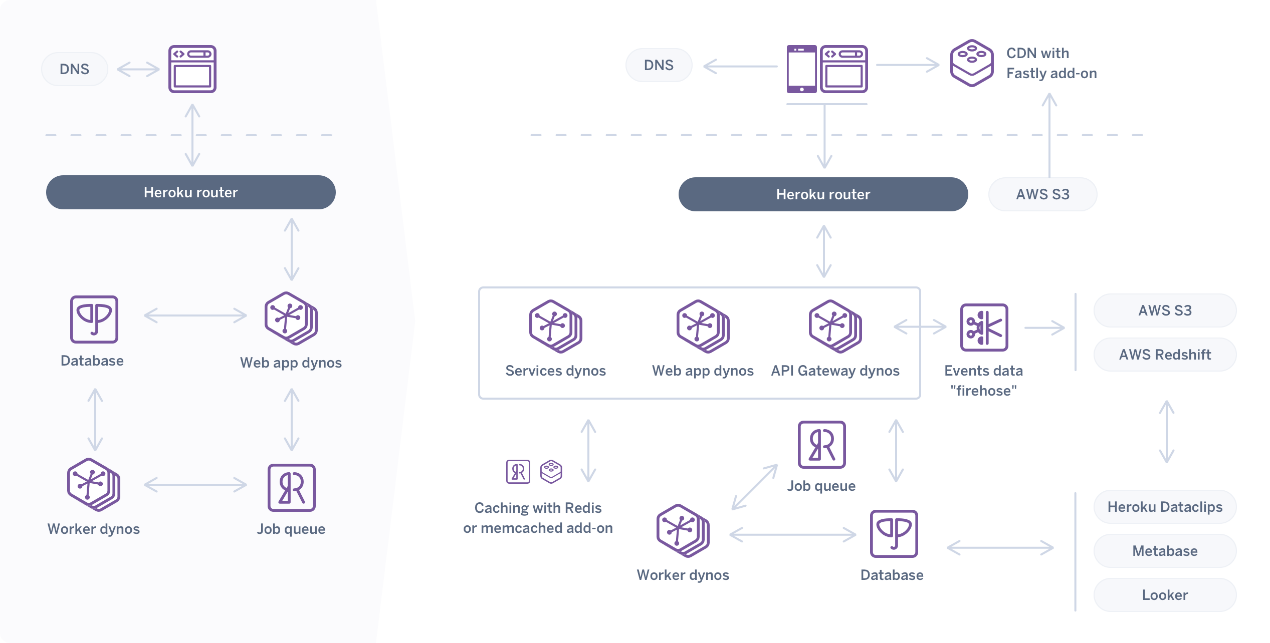 DNS
Heroku router
Database
Web app dynos
Worker dynos
Job queue
DNS
CDN with
Fastly add-on
Heroku router
AWS S3
Services dynos
Web app dynos
API Gateway dynos
Events data
"firehose"
AWS S3
AWS Redshift
Caching with Redis
or memcached add-on
Job queue
Worker dynos
Database
Heroku Dataclips
Metabase
Looker